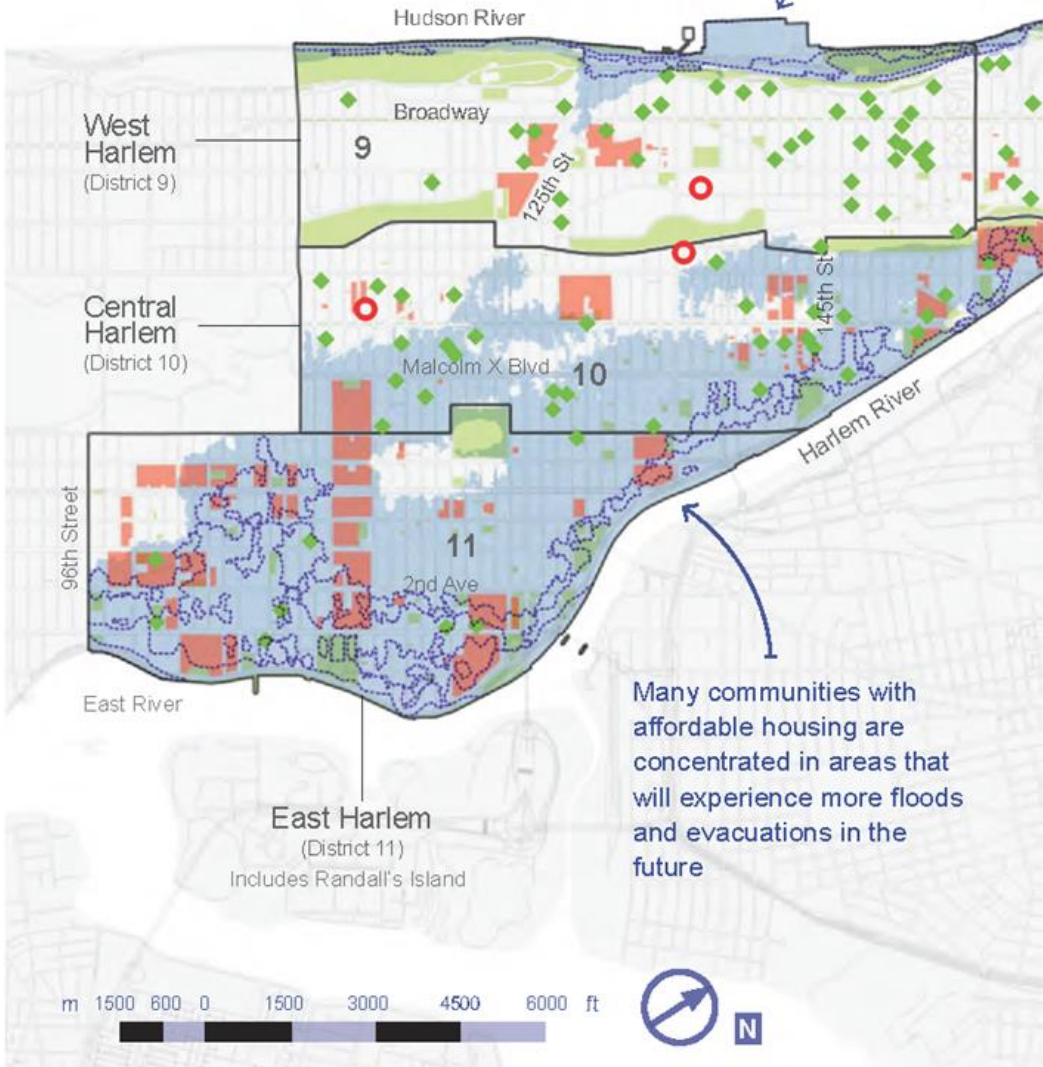 Hudson River
West
Harlem
(District 9)
Broadway
9
125th St
Central
Harlem
(District 10)
145th St
Malcolm X Blvd
10
Harlem River
96th Street
11
2nd Ave
East River
East Harlem
(District 11)
Includes Randall's Island
Many communities with
affordable housing are
concentrated in areas that
will experience more floods
and evacuations in the
future
m 1500 600 0 1500 3000 4500 6000 ft
N